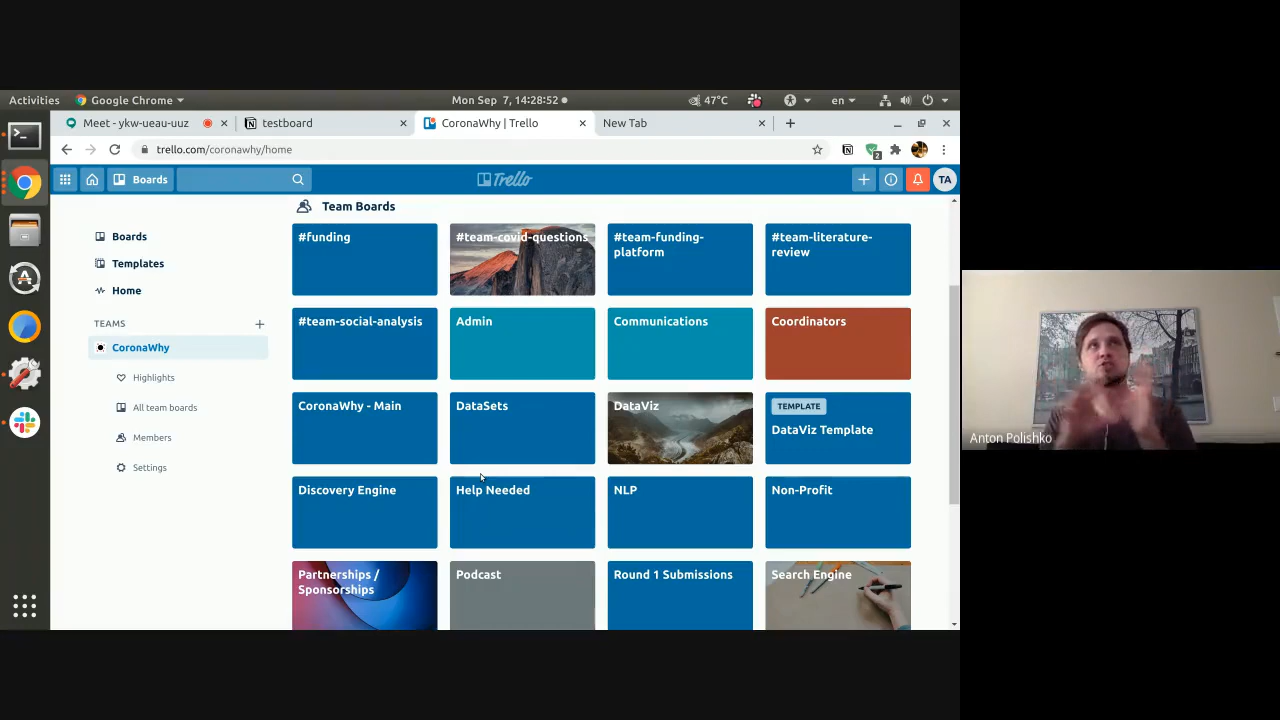 Activities
Google Chrome
Mon Sep 7, 14:28:52
47°C
en
Meet - ykw-ueau-uuz
testboard
CoronaWhy | Trello
New Tab
trello.com/coronawhy/home
2
Boards
Trello
TA
Boards
Templates
Home
TEAMS
CoronaWhy
Highlights
All team boards
Members
Settings
Team Boards
#funding
#team-covid-questions
#team-funding-
platform
#team-literature-
review
#team-social-analysis
Admin
Communications
Coordinators
CoronaWhy - Main
DataSets
DataViz
TEMPLATE
DataViz Template
Discovery Engine
Help Needed
NLP
Non-Profit
Partnerships /
Sponsorships
Podcast
Round 1 Submissions
Search Engine
Anton Polishko